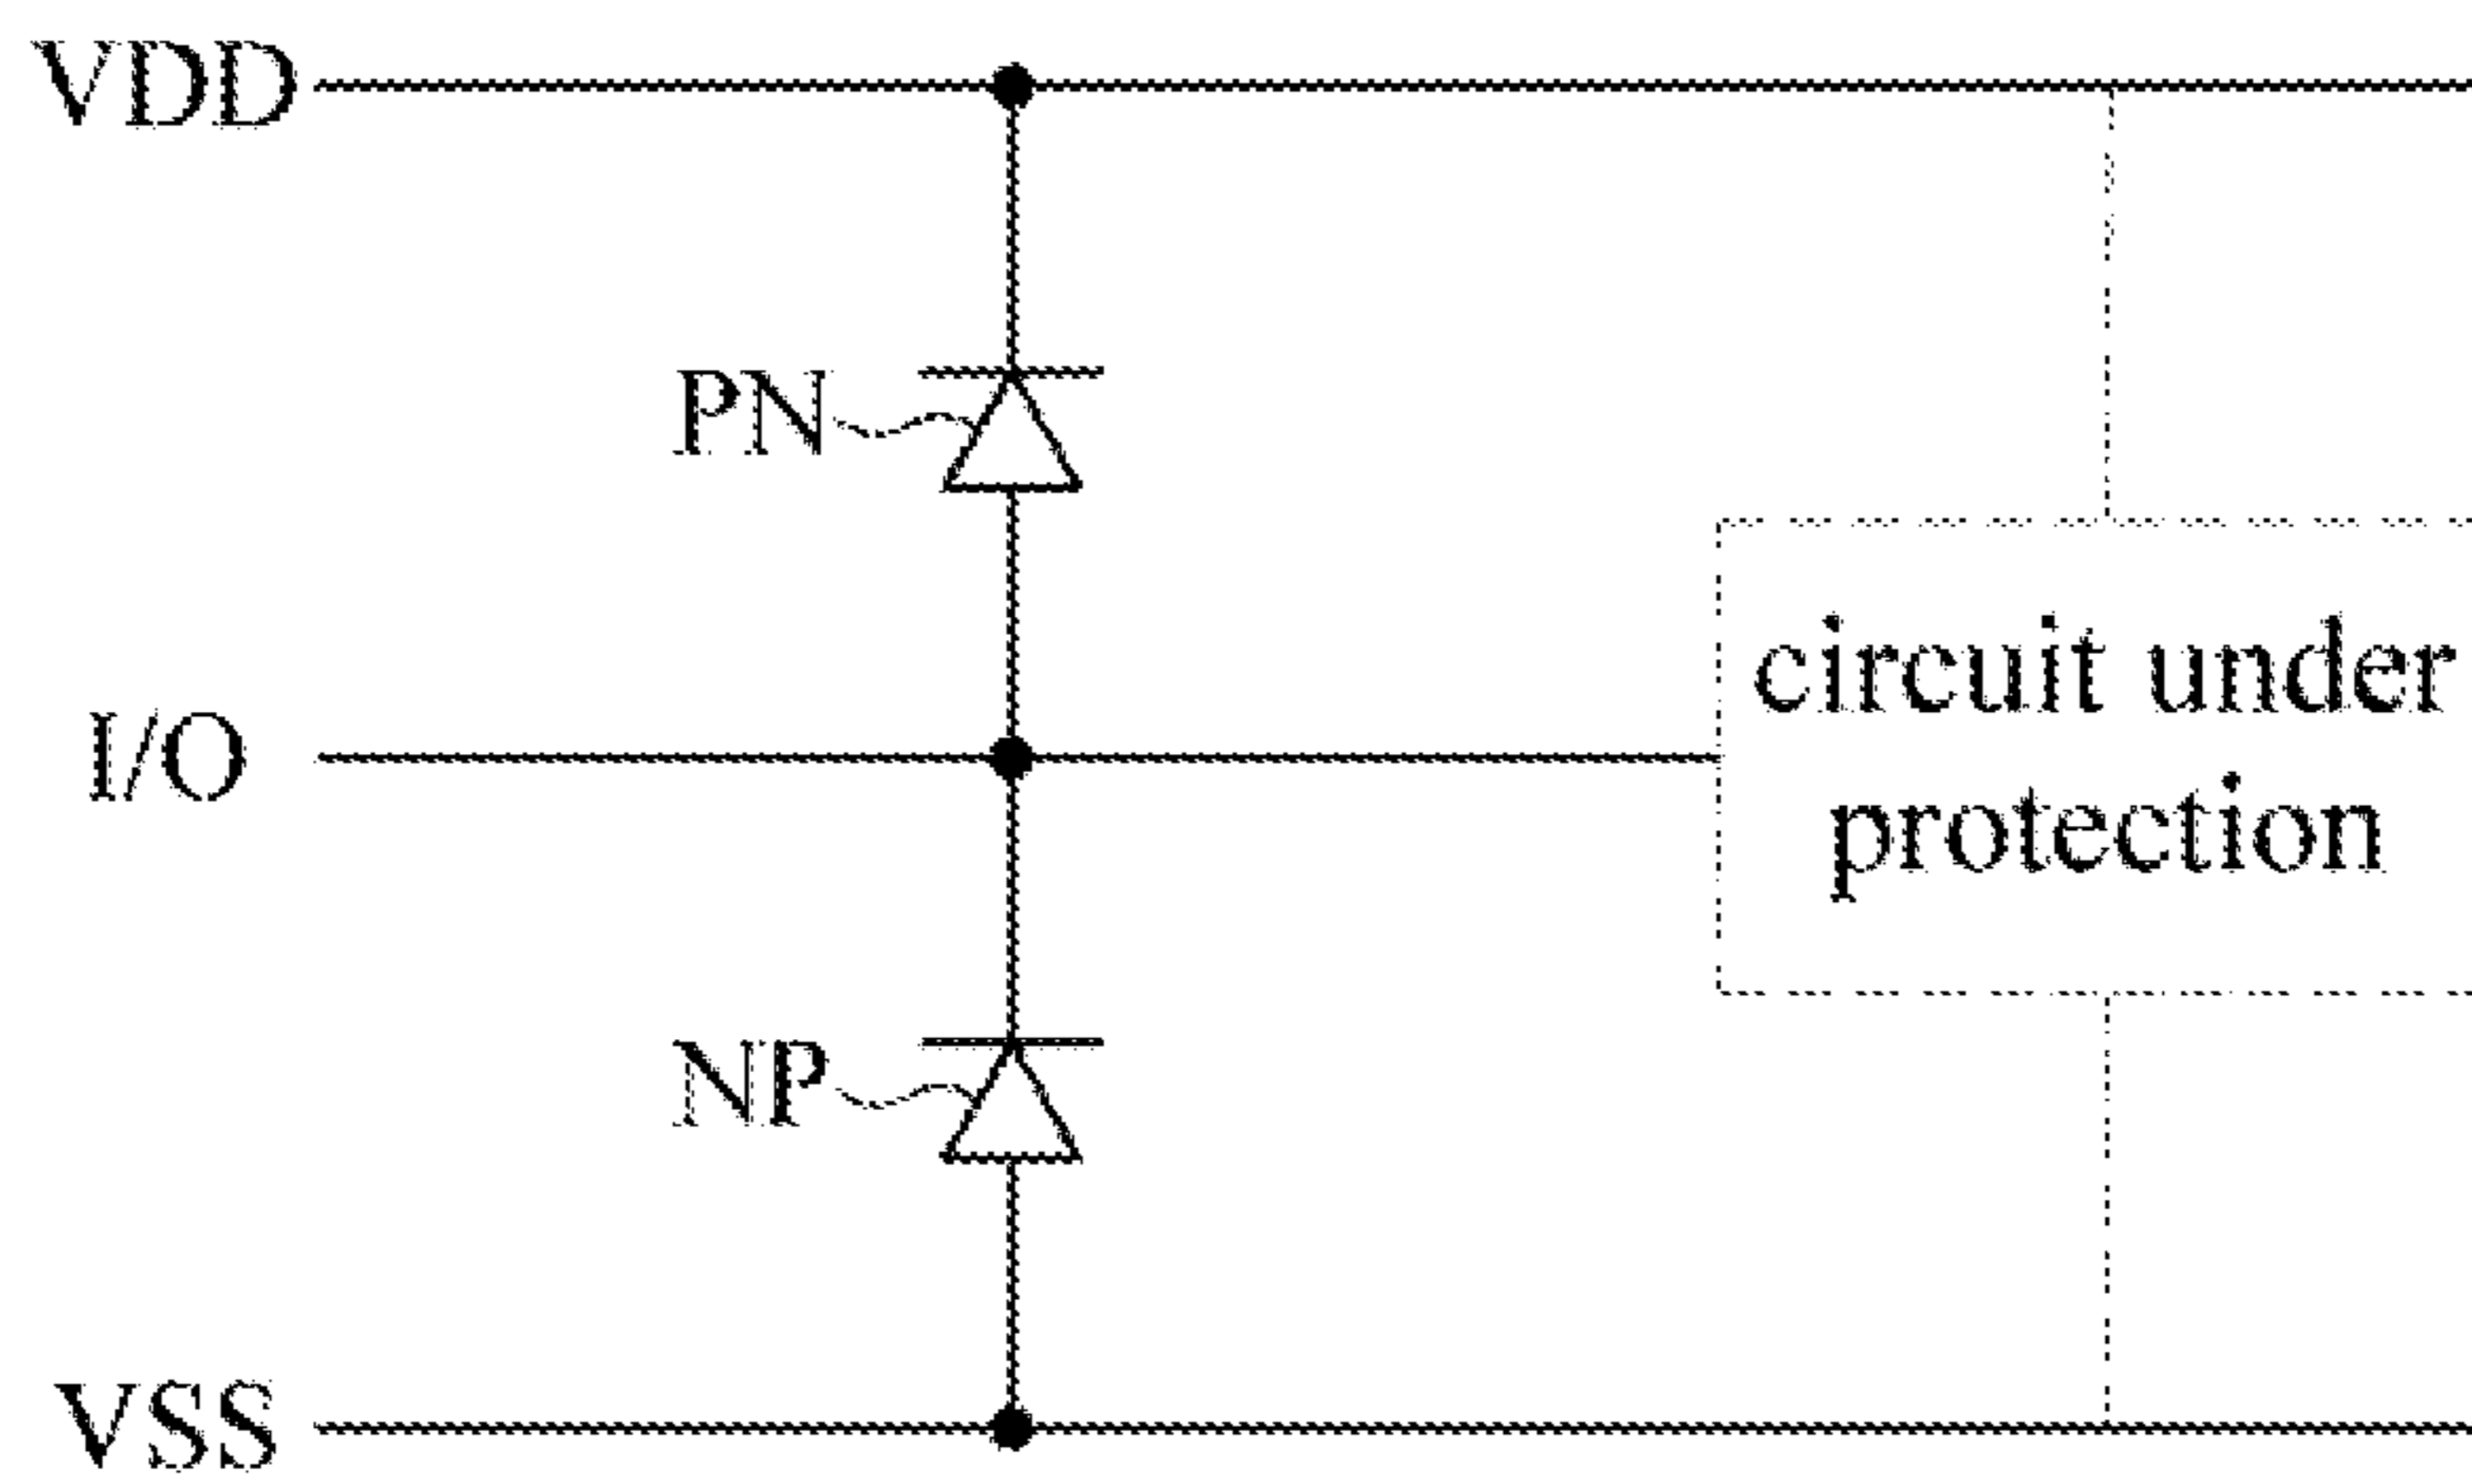 VDD
PN
circuit under
I/O
protection
NP
VSS